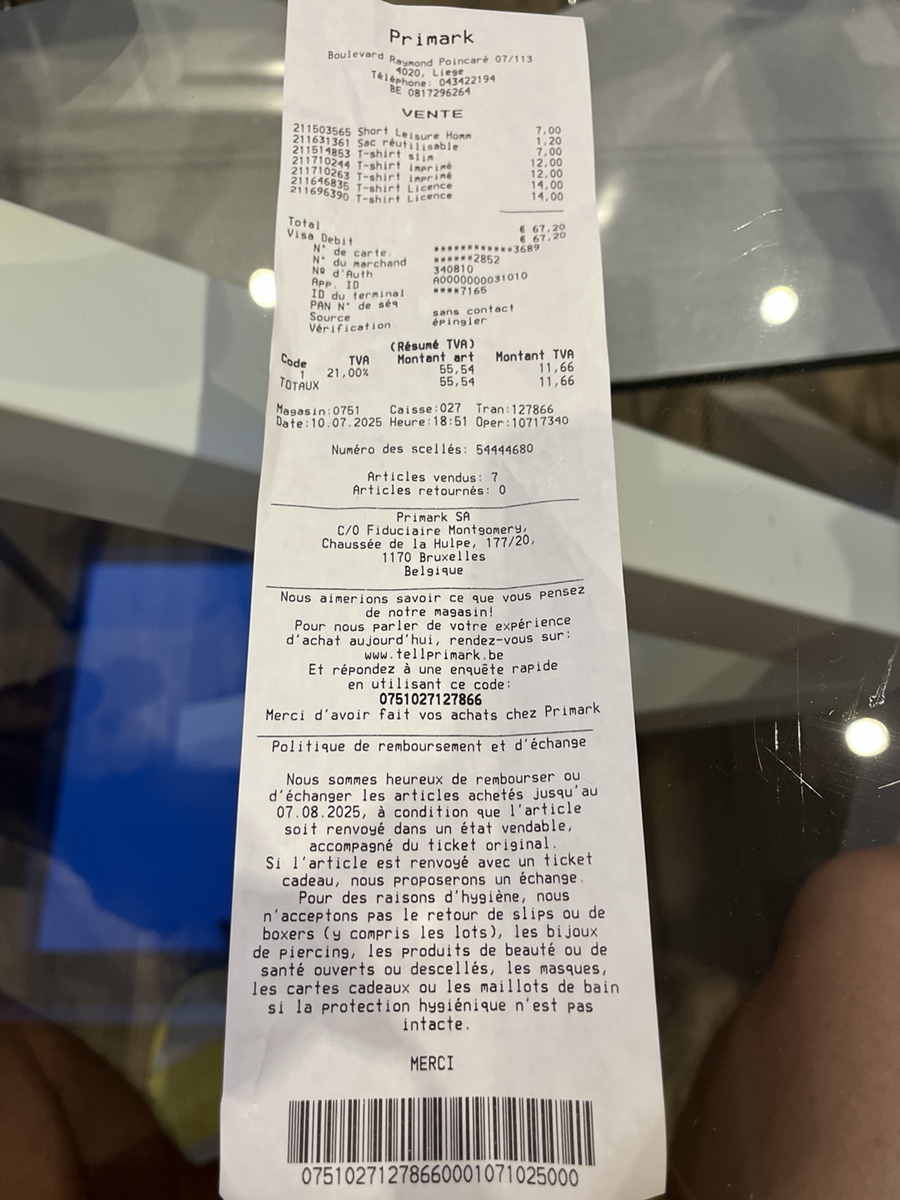 Primark
Boulevard Raymond Poincaré 07/113
4020, Liege
Téléphone: 043422194
BE 0817296264
VENTE
211503565 Short Leisure Homm 7,00
211631361 Sac réutilisable 1,20
211514853 T-shirt slim 7,00
211710244 T-shirt imprimé 12,00
211710263 T-shirt imprimé 12,00
211646835 T-shirt Licence 14,00
211696390 T-shirt Licence 14,00
Total € 67,20
Visa Debit € 67,20
N° de carte. ************3689
N° du marchand ******2852
Nº d'Auth 340810
App. ID A0000000031010
ID du terminal ****7165
PAN N° de séq
Source sans contact
Vérification épingler
(Résumé TVA)
Code TVA Montant art Montant TVA
1 21,00% 55,54 11,66
TOTAUX 55,54 11,66
Magasin:0751 Caisse:027 Tran:127866
Date:10.07.2025 Heure:18:51 Oper:10717340
Numéro des scellés: 54444680
Articles vendus: 7
Articles retournés: 0
Primark SA
C/O Fiduciaire Montgomery,
Chaussée de la Hulpe, 177/20,
1170 Bruxelles
Belgique
Nous aimerions savoir ce que vous pensez
de notre magasin!
Pour nous parler de votre expérience
d'achat aujourd'hui, rendez-vous sur:
www.tellprimark.be
Et répondez à une enquête rapide
en utilisant ce code:
0751027127866
Merci d'avoir fait vos achats chez Primark
Politique de remboursement et d'échange
Nous sommes heureux de rembourser ou
d'échanger les articles achetés jusqu'au
07.08.2025, à condition que l'article
soit renvoyé dans un état vendable,
accompagné du ticket original.
Si l'article est renvoyé avec un ticket
cadeau, nous proposerons un échange.
Pour des raisons d'hygiène, nous
n'acceptons pas le retour de slips ou de
boxers (y compris les lots), les bijoux
de piercing, les produits de beauté ou de
santé ouverts ou descellés, les masques,
les cartes cadeaux ou les maillots de bain
si la protection hygiénique n'est pas
intacte.
MERCI
07510271278660001071025000